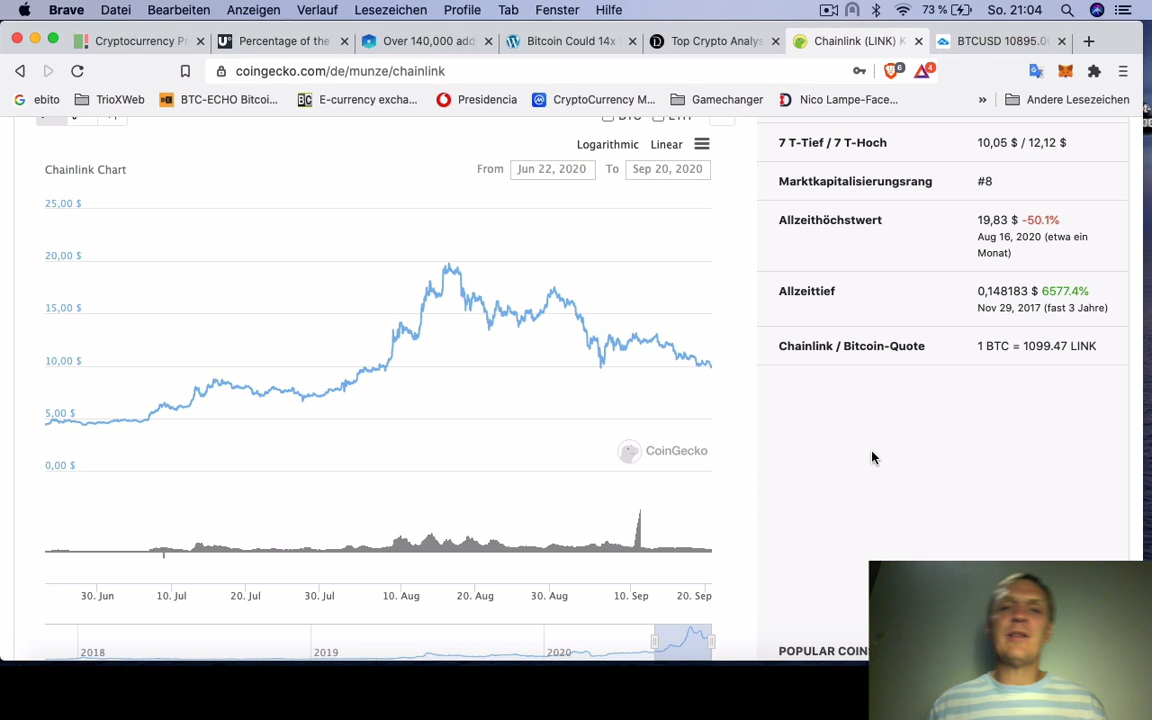 Brave Datei Bearbeiten Anzeigen Verlauf Lesezeichen Profile Tab Fenster Hilfe 73 % So. 21:04
Cryptocurrency Pr Percentage of the Over 140,000 add Bitcoin Could 14x Top Crypto Analys Chainlink (LINK) K BTCUSD 10895.0
coingecko.com/de/munze/chainlink 6 4
ebito TrioXWeb BTC-ECHO Bitcoi... E-currency excha... Presidencia CryptoCurrency M... Gamechanger Nico Lampe-Face... » Andere Lesezeichen
BTC ETH
Logarithmic Linear
Chainlink Chart
From Jun 22, 2020 To Sep 20, 2020
25,00 $
20,00 $
15,00 $
10,00 $
5,00 $
0,00 $
CoinGecko
30. Jun 10. Jul 20. Jul 30. Jul 10. Aug 20. Aug 30. Aug 10. Sep 20. Sep
2018 2019 2020
7 T-Tief / 7 T-Hoch 10,05 $ / 12,12 $
Marktkapitalisierungsrang #8
Allzeithöchstwert 19,83 $ -50.1%
Aug 16, 2020 (etwa ein
Monat)
Allzeittief 0,148183 $ 6577.4%
Nov 29, 2017 (fast 3 Jahre)
Chainlink / Bitcoin-Quote 1 BTC = 1099.47 LINK
POPULAR COIN